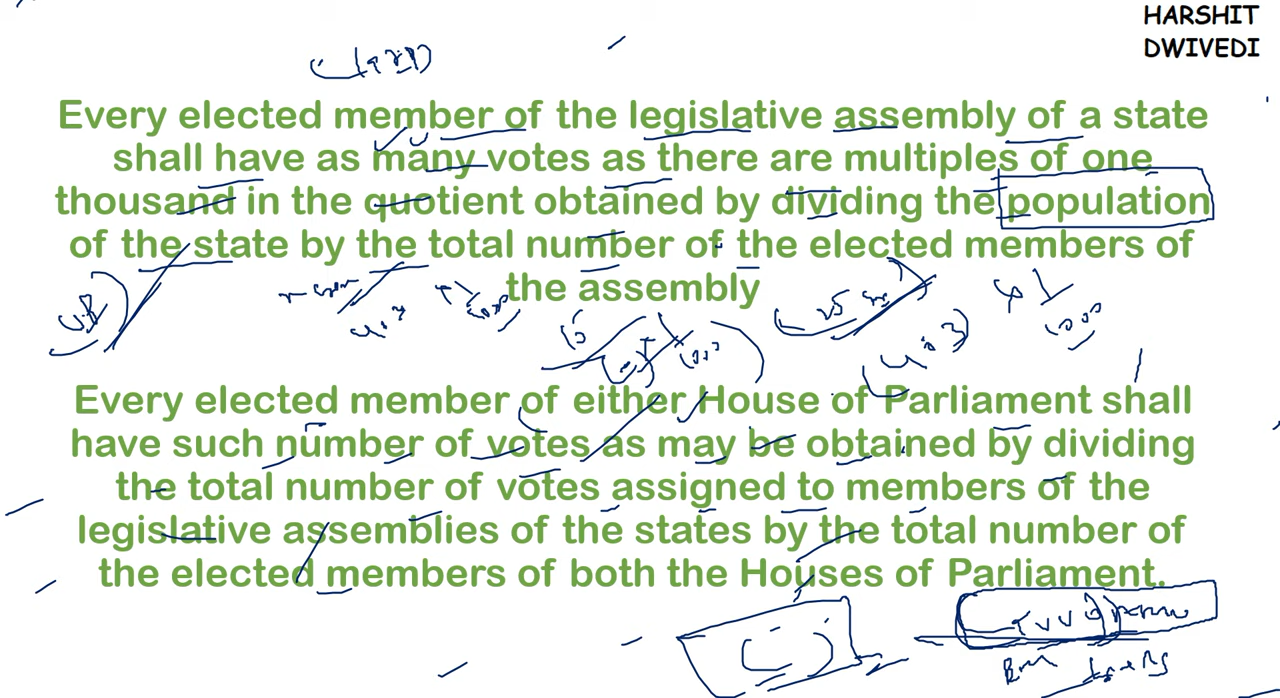 HARSHIT
DWIVEDI
Every elected member of the legislative assembly of a state
shall have as many votes as there are multiples of one
thousand in the quotient obtained by dividing the population
of the state by the total number of the elected members of
the assembly
U.P
403
403
Every elected member of either House of Parliament shall
have such number of votes as may be obtained by dividing
the total number of votes assigned to members of the
legislative assemblies of the states by the total number of
the elected members of both the Houses of Parliament.